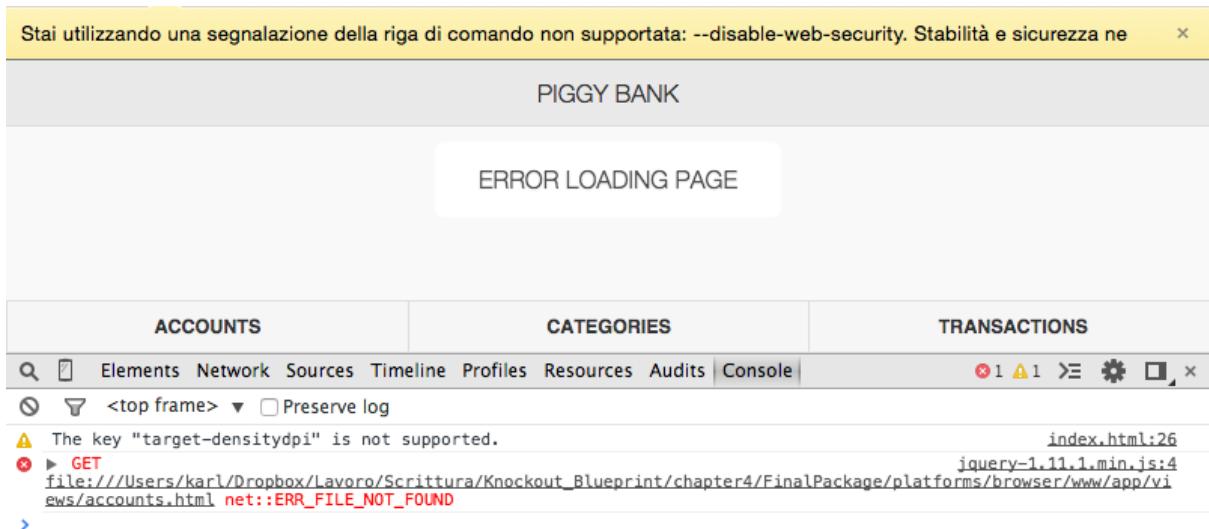 Stai utilizzando una segnalazione della riga di comando non supportata: --disable-web-security. Stabilità e sicurezza ne ×
PIGGY BANK
ERROR LOADING PAGE
ACCOUNTS CATEGORIES TRANSACTIONS
Elements Network Sources Timeline Profiles Resources Audits Console 1 1 ×
<top frame> ▼ Preserve log
The key "target-densitydpi" is not supported. index.html:26
▶ GET jquery-1.11.1.min.js:4
file:///Users/karl/Dropbox/Lavoro/Scrittura/Knockout_Blueprint/chapter4/FinalPackage/platforms/browser/www/app/vi
ews/accounts.html net::ERR_FILE_NOT_FOUND
>